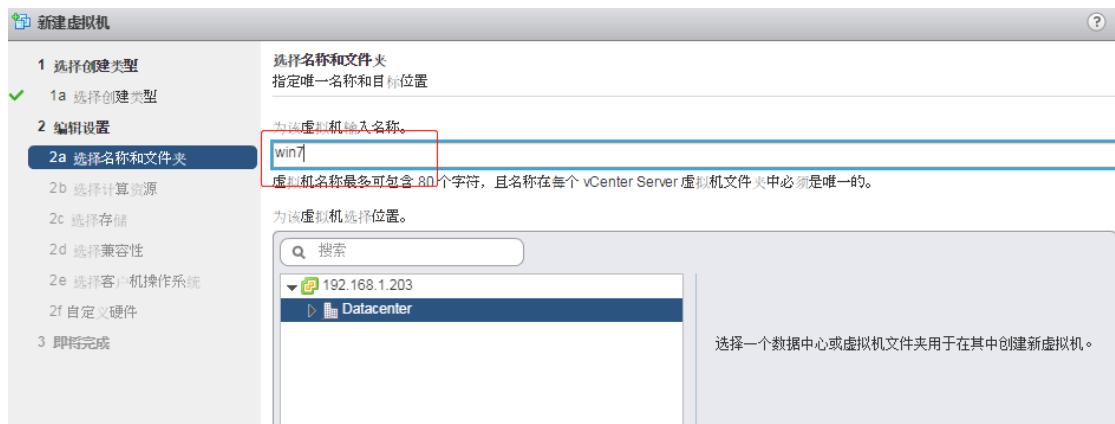 新建虚拟机
1 选择创建类型
1a 选择创建类型
2 编辑设置
2a 选择名称和文件夹
2b 选择计算资源
2c 选择存储
2d 选择兼容性
2e 选择客户机操作系统
2f 自定义硬件
3 即将完成
选择名称和文件夹
指定唯一名称和目标位置
为该虚拟机输入名称。
win7
虚拟机名称最多可包含 80 个字符，且名称在每个 vCenter Server 虚拟机文件夹中必须是唯一的。
为该虚拟机选择位置。
搜索
192.168.1.203
Datacenter
选择一个数据中心或虚拟机文件夹用于在其中创建新虚拟机。